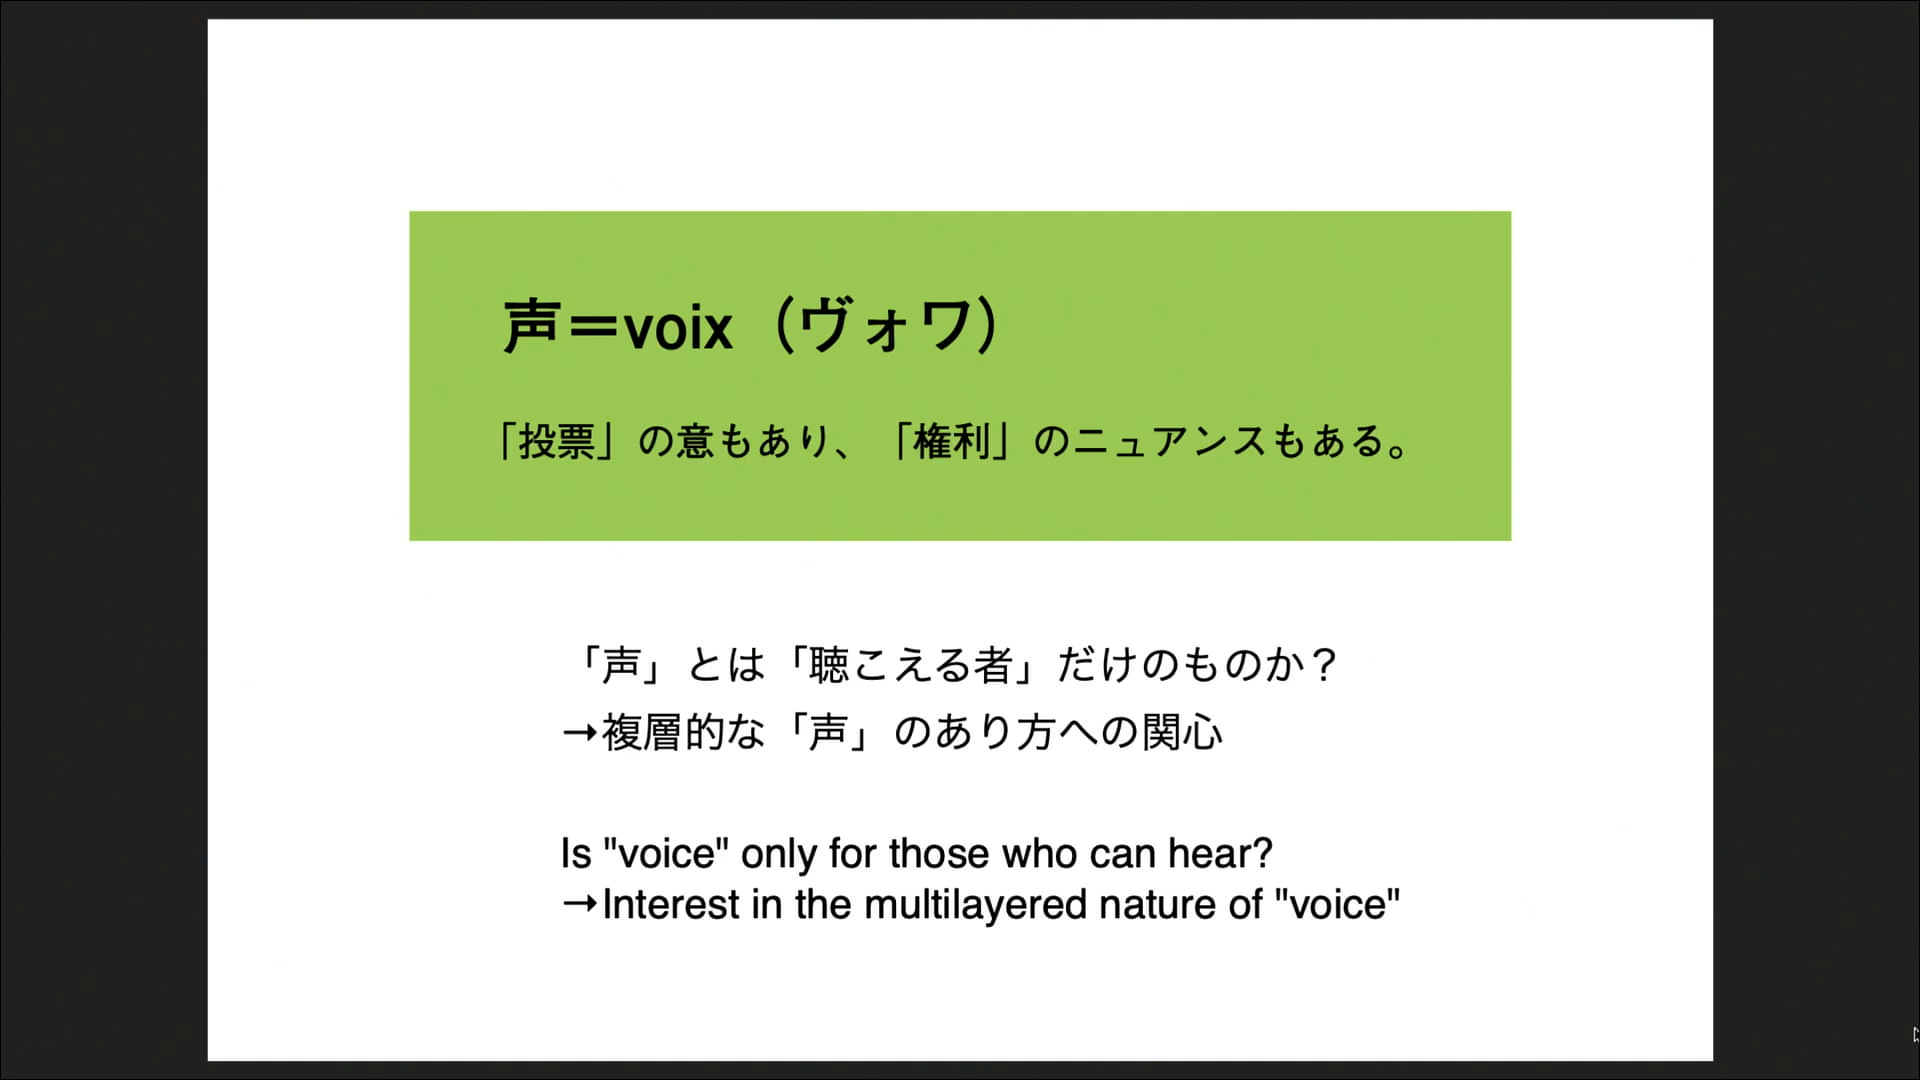 声＝voix（ヴォワ）
「投票」の意もあり、「権利」のニュアンスもある。
「声」とは「聴こえる者」だけのものか？
→複層的な「声」のあり方への関心
Is "voice" only for those who can hear?
→Interest in the multilayered nature of "voice"